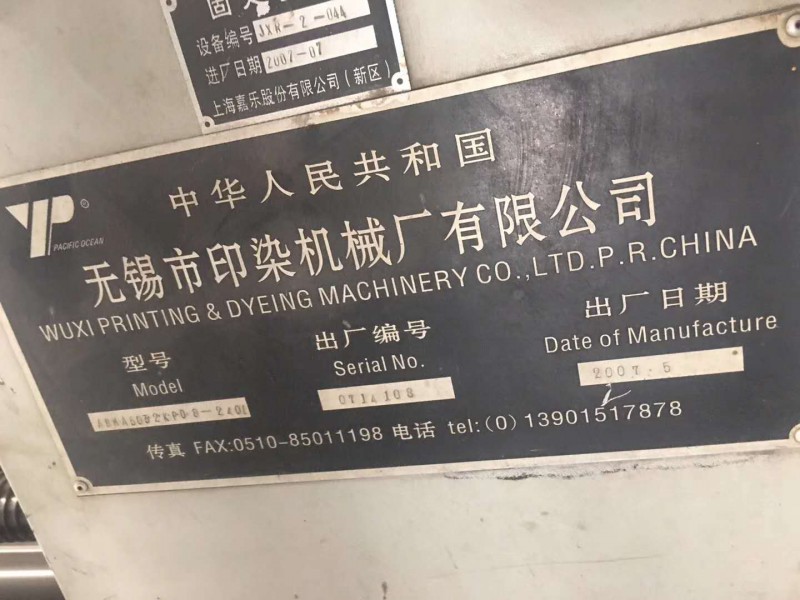 固
设备编号 JXR-2-044
进厂日期 2007-07
上海嘉乐股份有限公司(新区)
YP ®
PACIFIC OCEAN
中华人民共和国
无锡市印染机械厂有限公司
WUXI PRINTING & DYEING MACHINERY CO.,LTD.P.R.CHINA
型号 出厂编号 出厂日期
Model Serial No. Date of Manufacture
2007.5
传真 FAX:0510-85011198 电话 tel:(0) 13901517878